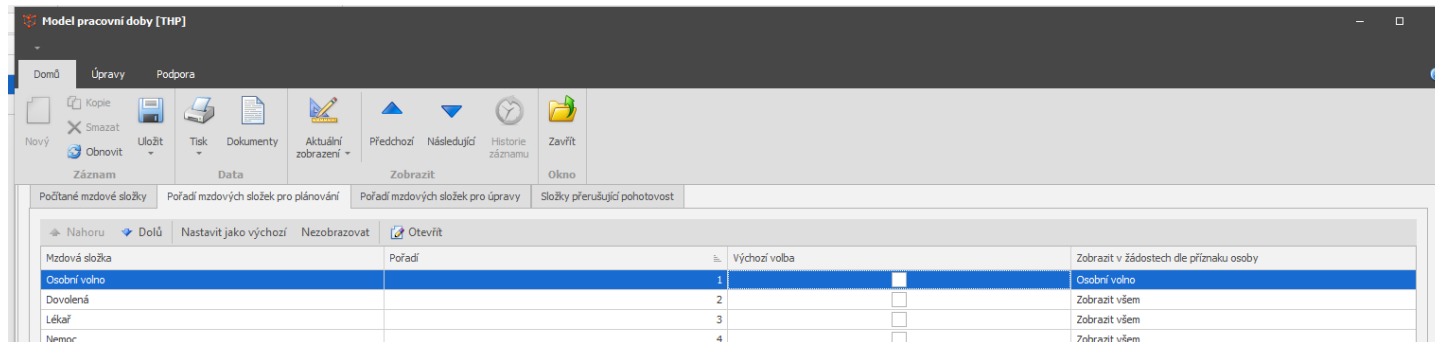 Model pracovní doby [THP]
Domů Úpravy Podpora
Nový Kopie Smazat Obnovit Uložit Tisk Dokumenty Aktuální zobrazení Předchozí Následující Historie záznamu Zavřít
Záznam Data Zobrazit Okno
Počítané mzdové složky Pořadí mzdových složek pro plánování Pořadí mzdových složek pro úpravy Složky přerušující pohotovost
Nahoru Dolů Nastavit jako výchozí Nezobrazovat Otevřít
Mzdová složka Pořadí Výchozí volba Zobrazit v žádostech dle příznaku osoby
Osobní volno 1 Osobní volno
Dovolená 2 Zobrazit všem
Lékař 3 Zobrazit všem
Nemoc 4 Zobrazit všem